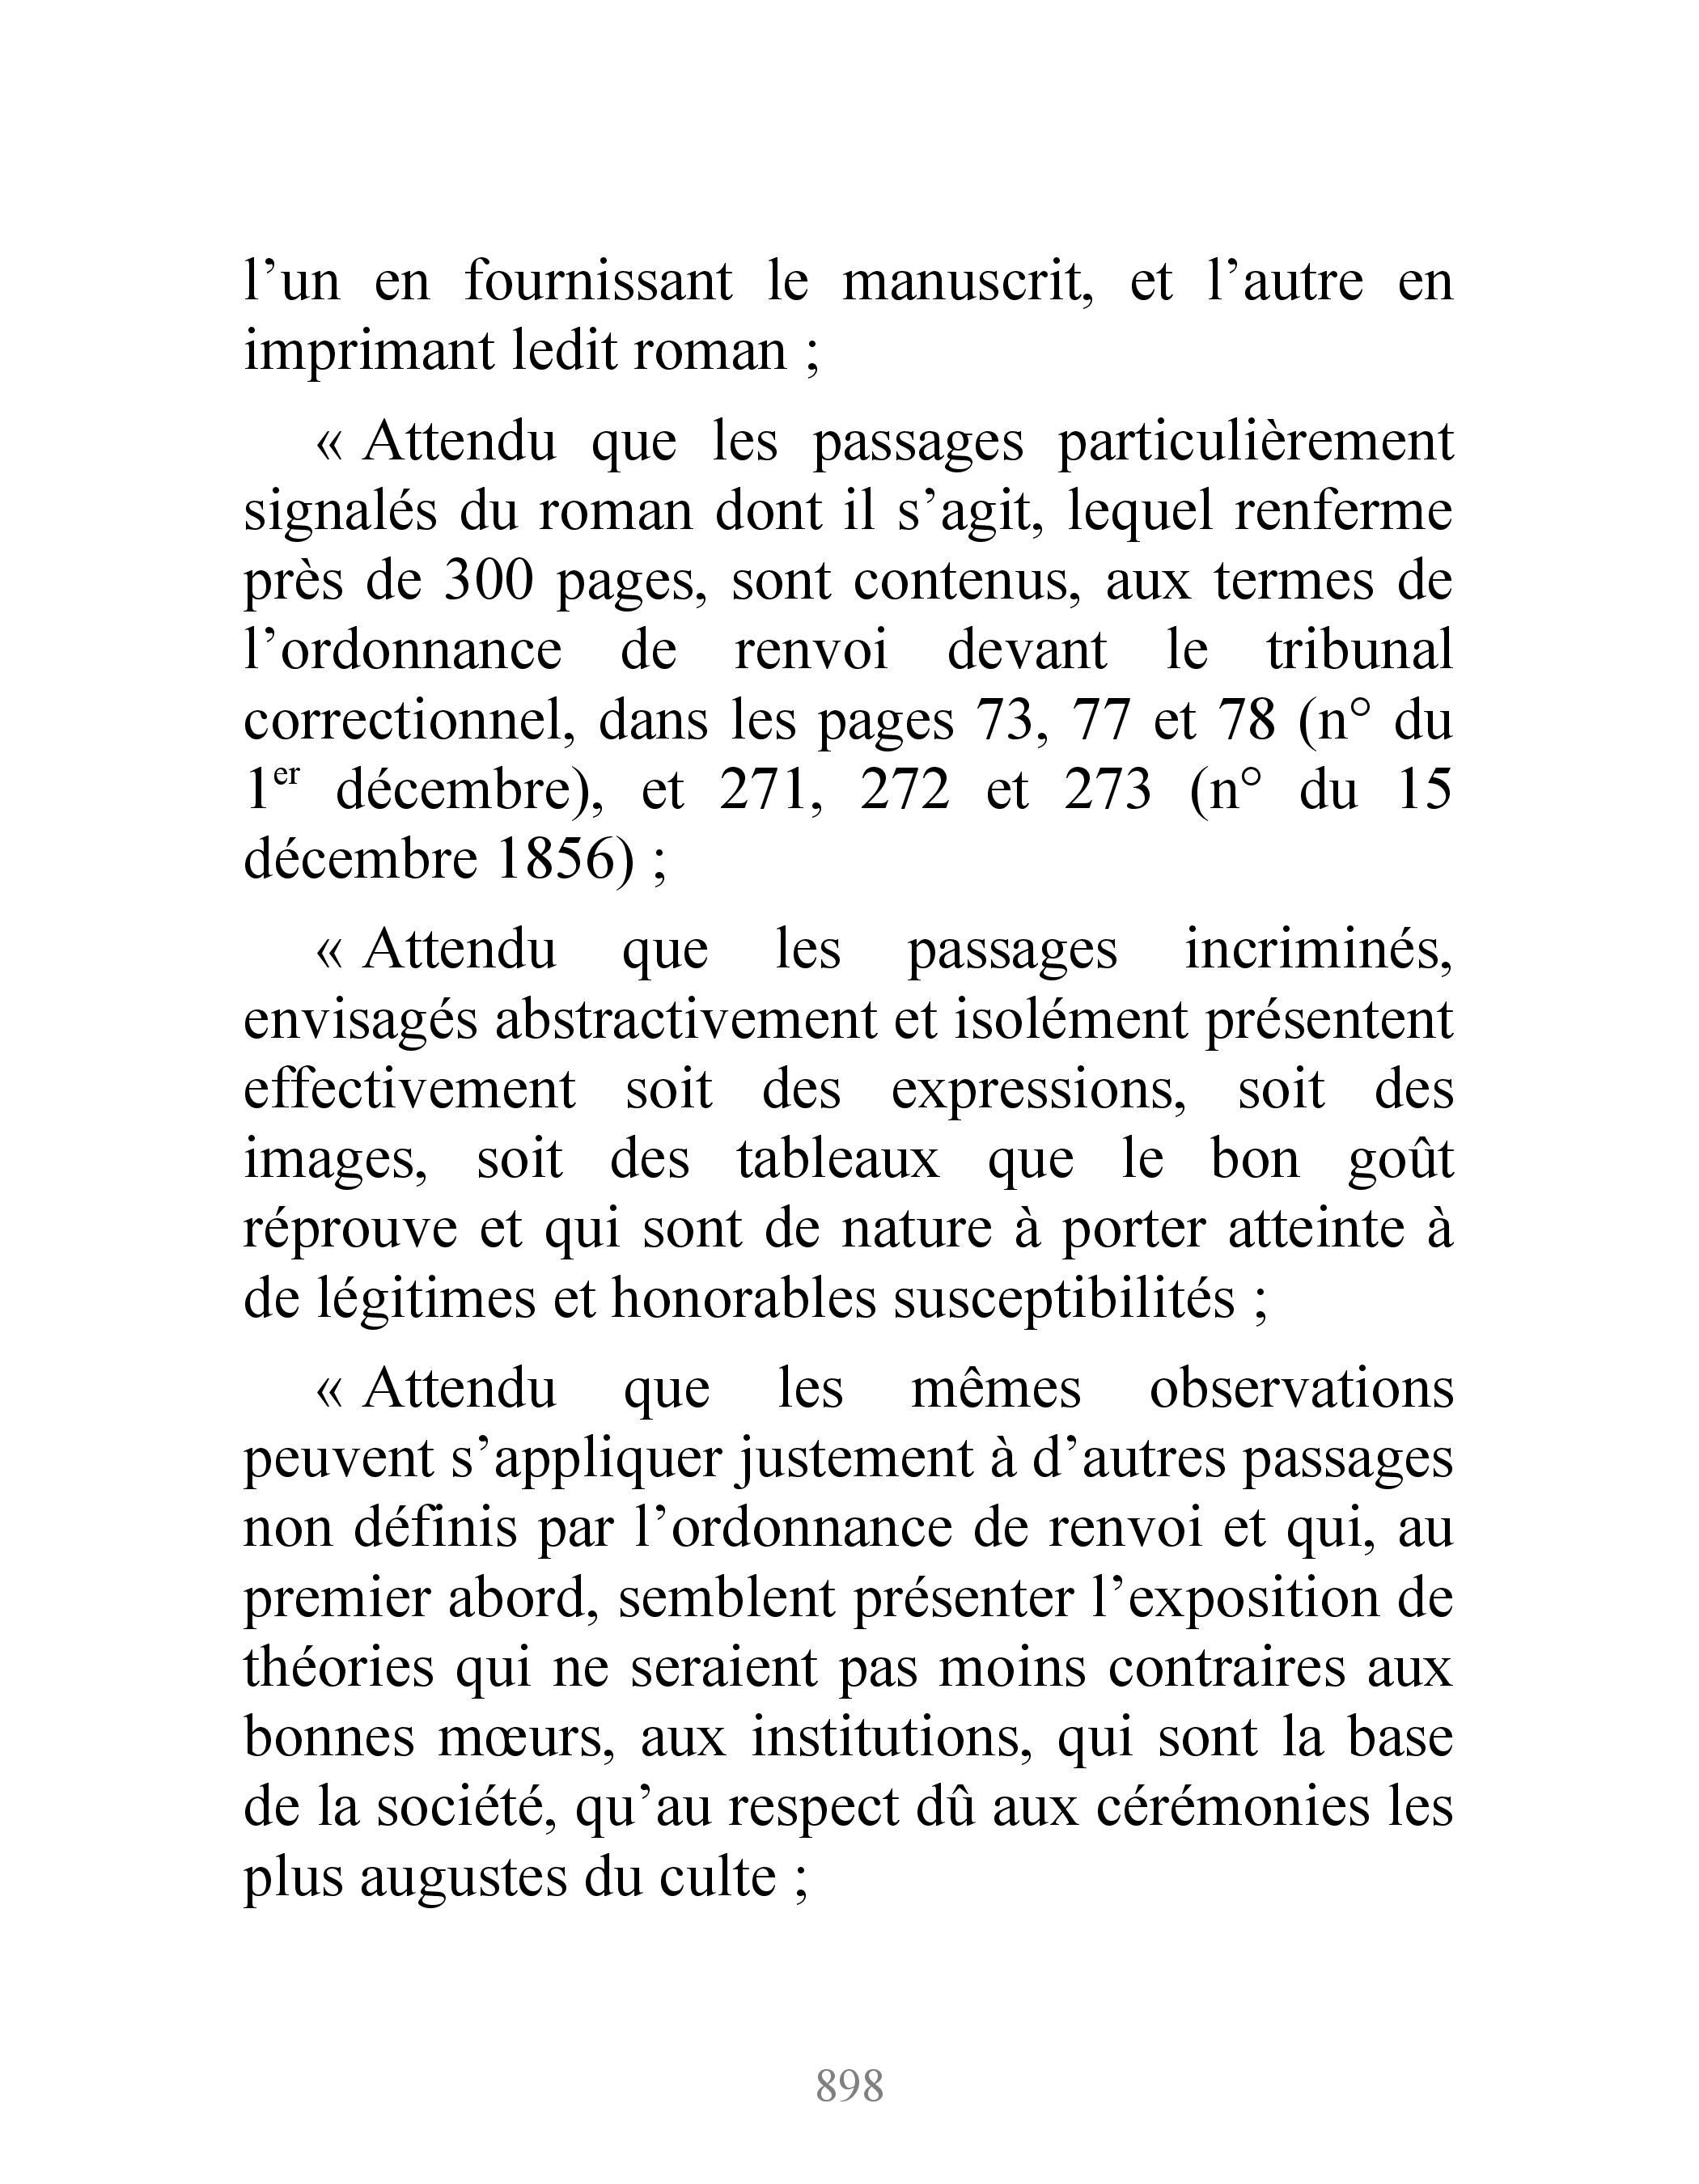 l’un en fournissant le manuscrit, et l’autre en
imprimant ledit roman ;
« Attendu que les passages particulièrement
signalés du roman dont il s’agit, lequel renferme
près de 300 pages, sont contenus, aux termes de
l’ordonnance de renvoi devant le tribunal
correctionnel, dans les pages 73, 77 et 78 (n° du
1er décembre), et 271, 272 et 273 (n° du 15
décembre 1856) ;
« Attendu que les passages incriminés,
envisagés abstractivement et isolément présentent
effectivement soit des expressions, soit des
images, soit des tableaux que le bon goût
réprouve et qui sont de nature à porter atteinte à
de légitimes et honorables susceptibilités ;
« Attendu que les mêmes observations
peuvent s’appliquer justement à d’autres passages
non définis par l’ordonnance de renvoi et qui, au
premier abord, semblent présenter l’exposition de
théories qui ne seraient pas moins contraires aux
bonnes mœurs, aux institutions, qui sont la base
de la société, qu’au respect dû aux cérémonies les
plus augustes du culte ;
898